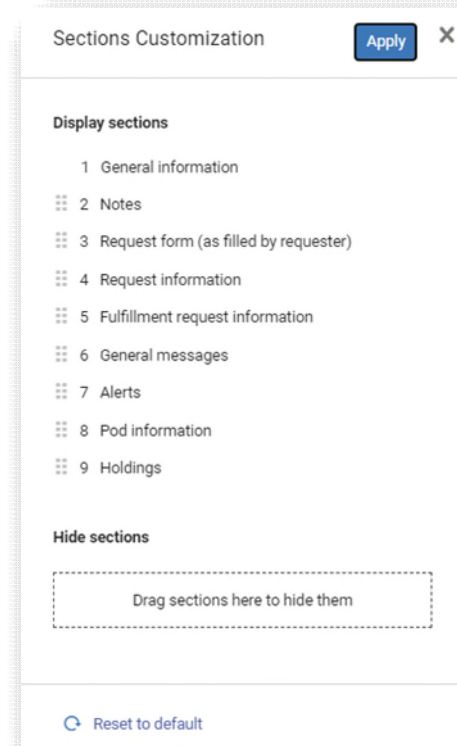 Sections Customization
Apply
Display sections
1 General information
2 Notes
3 Request form (as filled by requester)
4 Request information
5 Fulfillment request information
6 General messages
7 Alerts
8 Pod information
9 Holdings
Hide sections
Drag sections here to hide them
Reset to default